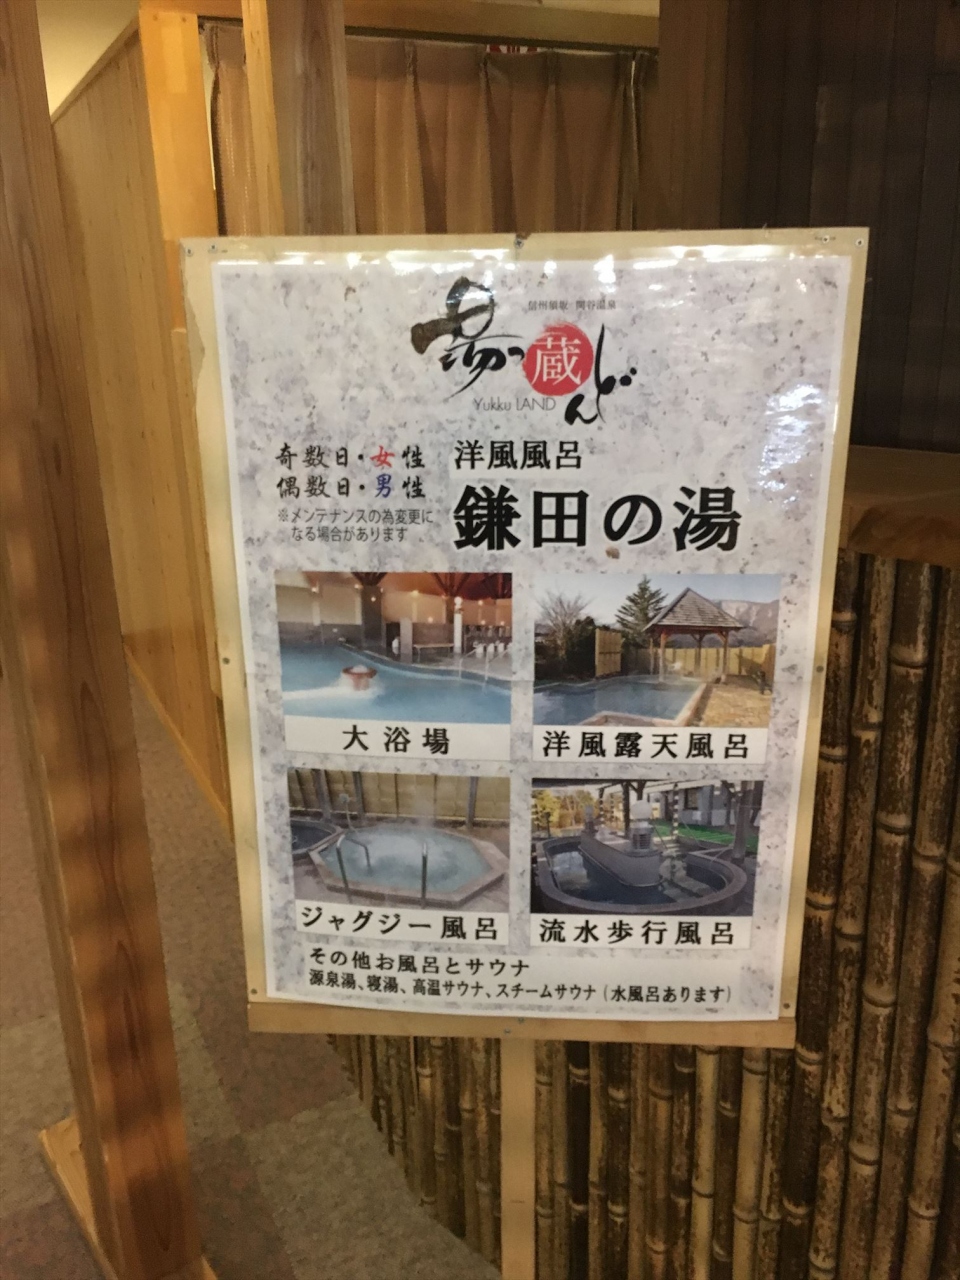 信州須坂 関谷温泉
湯っ蔵んど
Yukku LAND
奇数日・女性
偶数日・男性
※メンテナンスの為変更に
なる場合があります
洋風風呂
鎌田の湯
大浴場
洋風露天風呂
ジャグジー風呂
流水歩行風呂
その他お風呂とサウナ
源泉湯、寝湯、高温サウナ、スチームサウナ（水風呂あります）